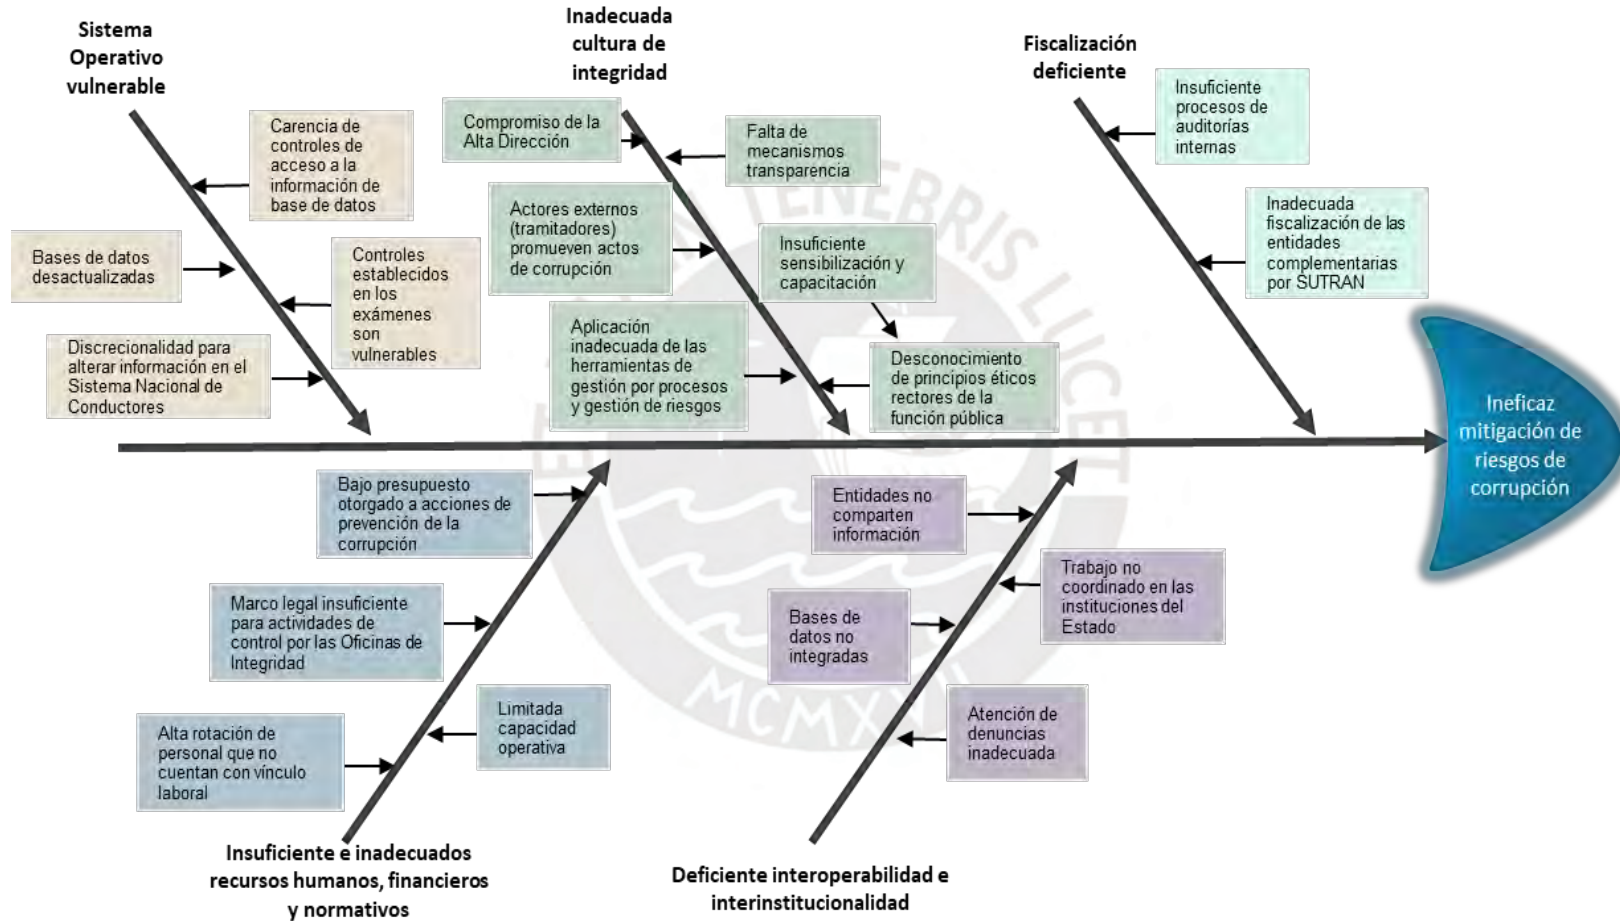 Sistema
Operativo
vulnerable
Carencia de
controles de
acceso a la
información de
base de datos
Bases de datos
desactualizadas
Controles
establecidos
en los
exámenes
son
vulnerables
Discrecionalidad para
alterar información en el
Sistema Nacional de
Conductores
Inadecuada
cultura de
integridad
Compromiso de la
Alta Dirección
Falta de
mecanismos
transparencia
Actores externos
(tramitadores)
promueven actos
de corrupción
Insuficiente
sensibilización y
capacitación
Aplicación
inadecuada de las
herramientas de
gestión por procesos
y gestión de riesgos
Desconocimiento
de principios éticos
rectores de la
función pública
Fiscalización
deficiente
Insuficiente
procesos de
auditorías
internas
Inadecuada
fiscalización de las
entidades
complementarias
por SUTRAN
Ineficaz
mitigación de
riesgos de
corrupción
Bajo presupuesto
otorgado a acciones de
prevención de la
corrupción
Marco legal insuficiente
para actividades de
control por las Oficinas de
Integridad
Alta rotación de
personal que no
cuentan con vínculo
laboral
Limitada
capacidad
operativa
Insuficiente e inadecuados
recursos humanos, financieros
y normativos
Entidades no
comparten
información
Trabajo no
coordinado en las
instituciones del
Estado
Bases de
datos no
integradas
Atención de
denuncias
inadecuada
Deficiente interoperabilidad e
interinstitucionalidad
TENEBRIS LUCET